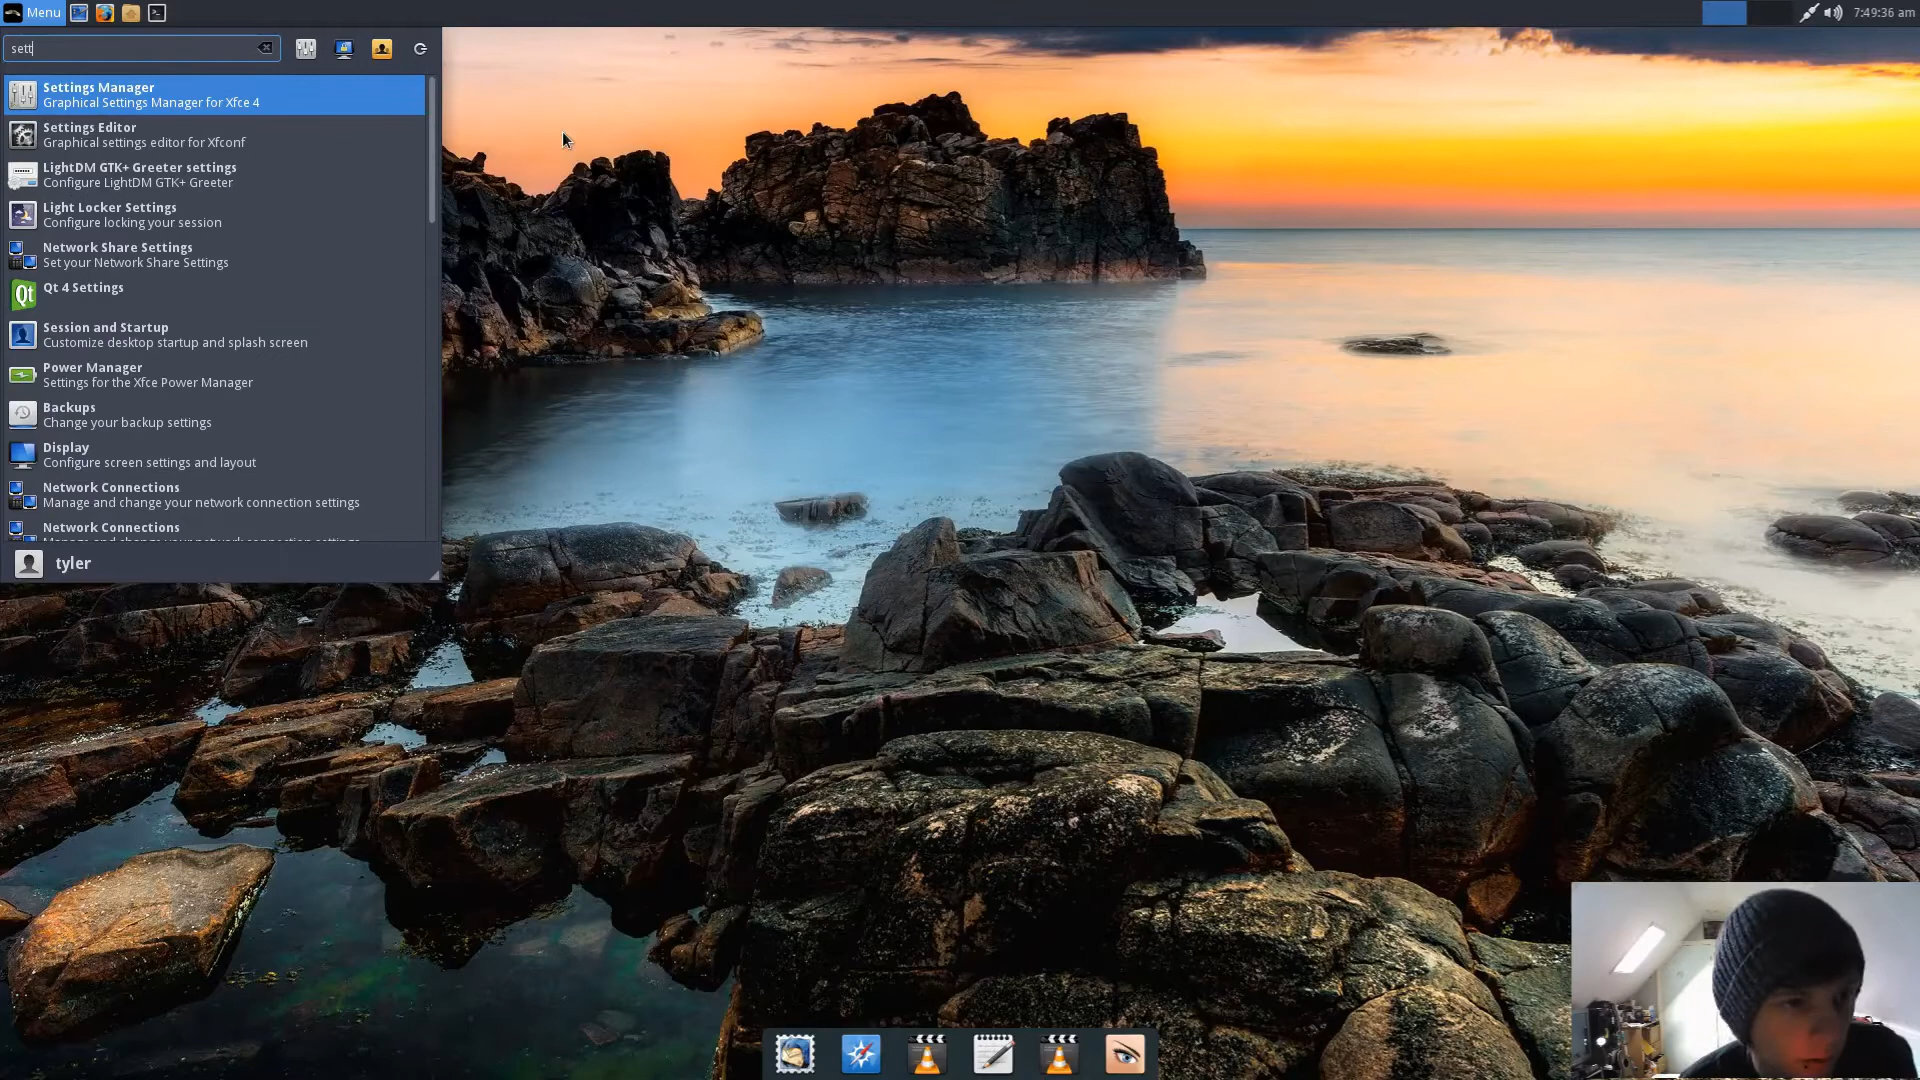 Menu
7:49:36 am
sett
Settings Manager
Graphical Settings Manager for Xfce 4
Settings Editor
Graphical settings editor for Xfconf
LightDM GTK+ Greeter settings
Configure LightDM GTK+ Greeter
Light Locker Settings
Configure locking your session
Network Share Settings
Set your Network Share Settings
Qt
Qt 4 Settings
Session and Startup
Customize desktop startup and splash screen
Power Manager
Settings for the Xfce Power Manager
Backups
Change your backup settings
Display
Configure screen settings and layout
Network Connections
Manage and change your network connection settings
Network Connections
tyler